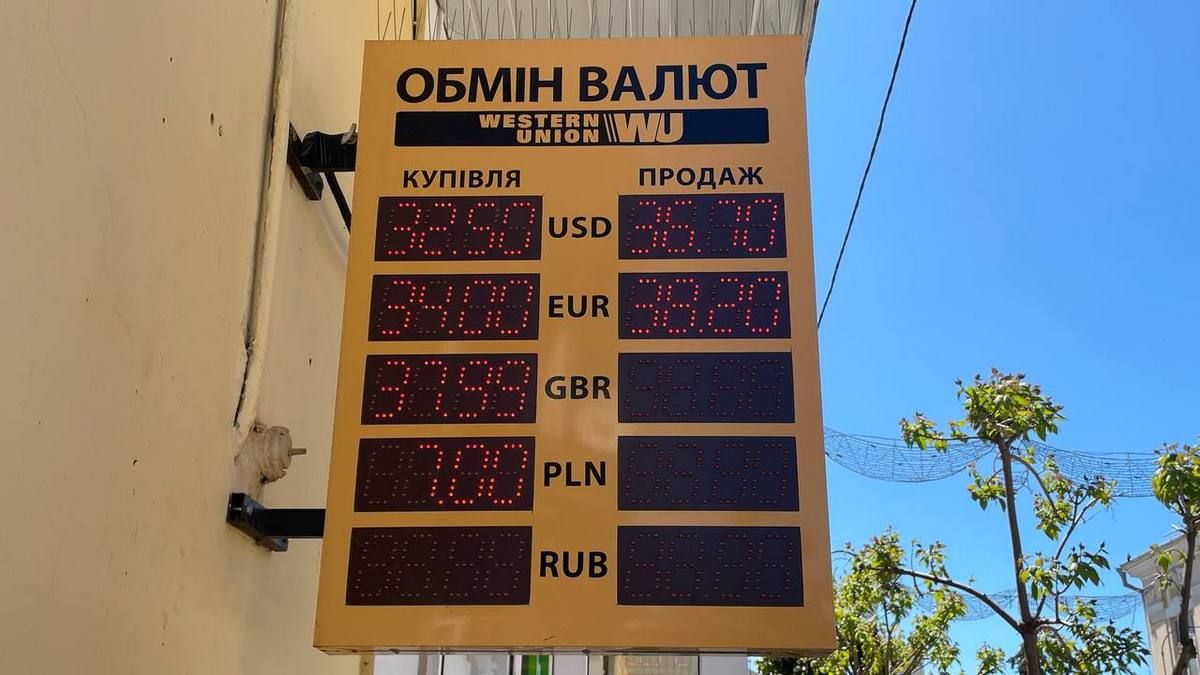 ОБМІН ВАЛЮТ
WESTERN
UNION WU
КУПІВЛЯ ПРОДАЖ
32.50 USD 36.70
34.00 EUR 38.20
37.99 GBR
7.00 PLN
RUB